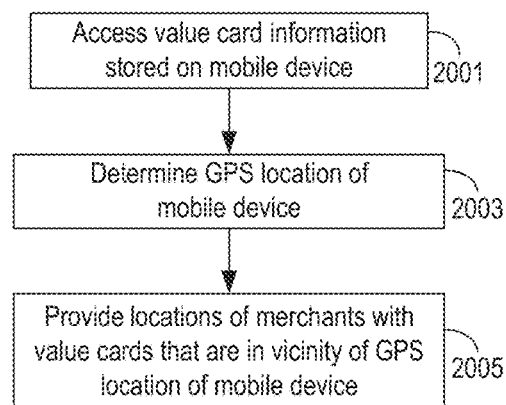 Access value card information
stored on mobile device
2001
Determine GPS location of
mobile device
2003
Provide locations of merchants with
value cards that are in vicinity of GPS
location of mobile device
2005